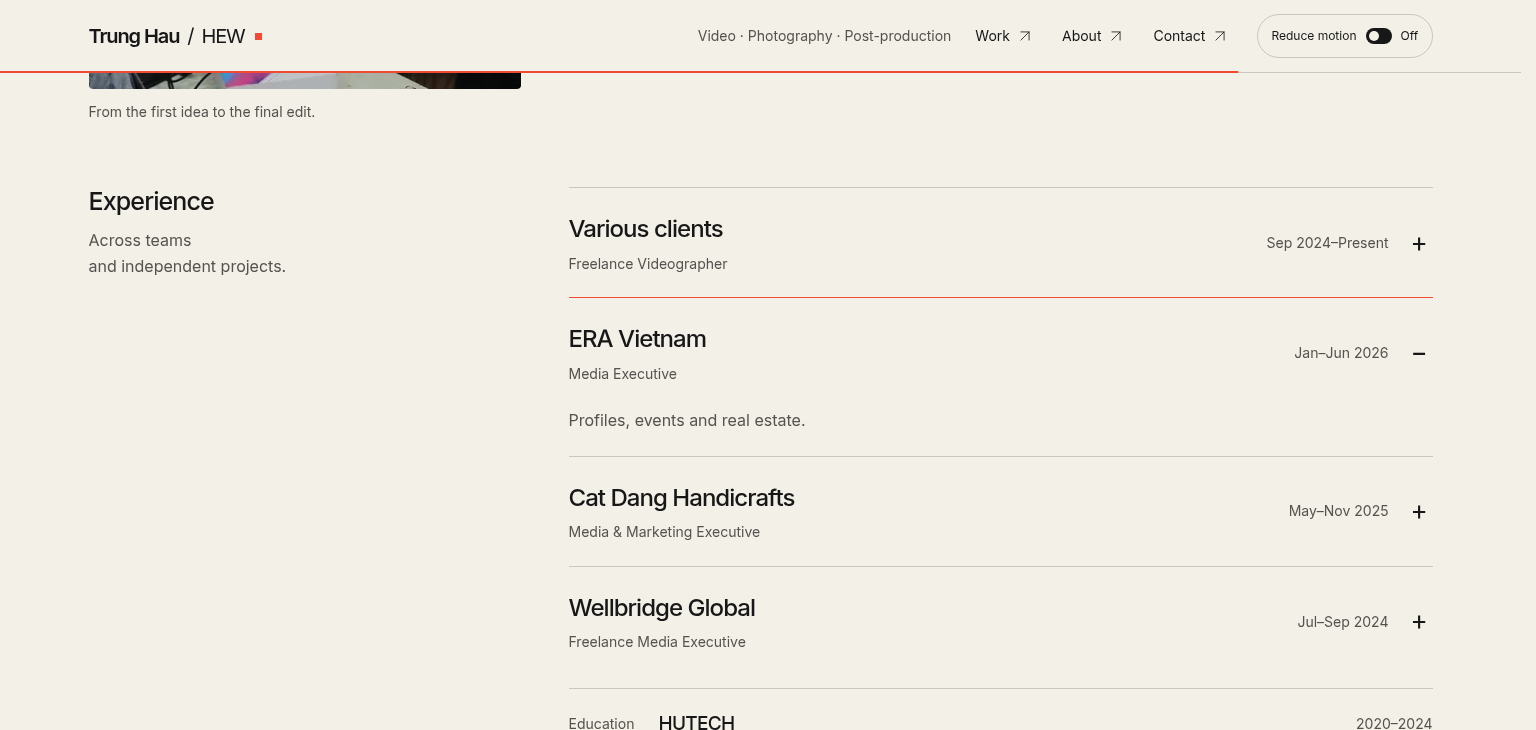 Trung Hau / HEW
Video · Photography · Post-production
Work
About
Contact
Reduce motion
Off
From the first idea to the final edit.
Experience
Across teams
and independent projects.
Various clients
Freelance Videographer
Sep 2024–Present
ERA Vietnam
Media Executive
Jan–Jun 2026
Profiles, events and real estate.
Cat Dang Handicrafts
Media & Marketing Executive
May–Nov 2025
Wellbridge Global
Freelance Media Executive
Jul–Sep 2024
Education HUTECH 2020–2024